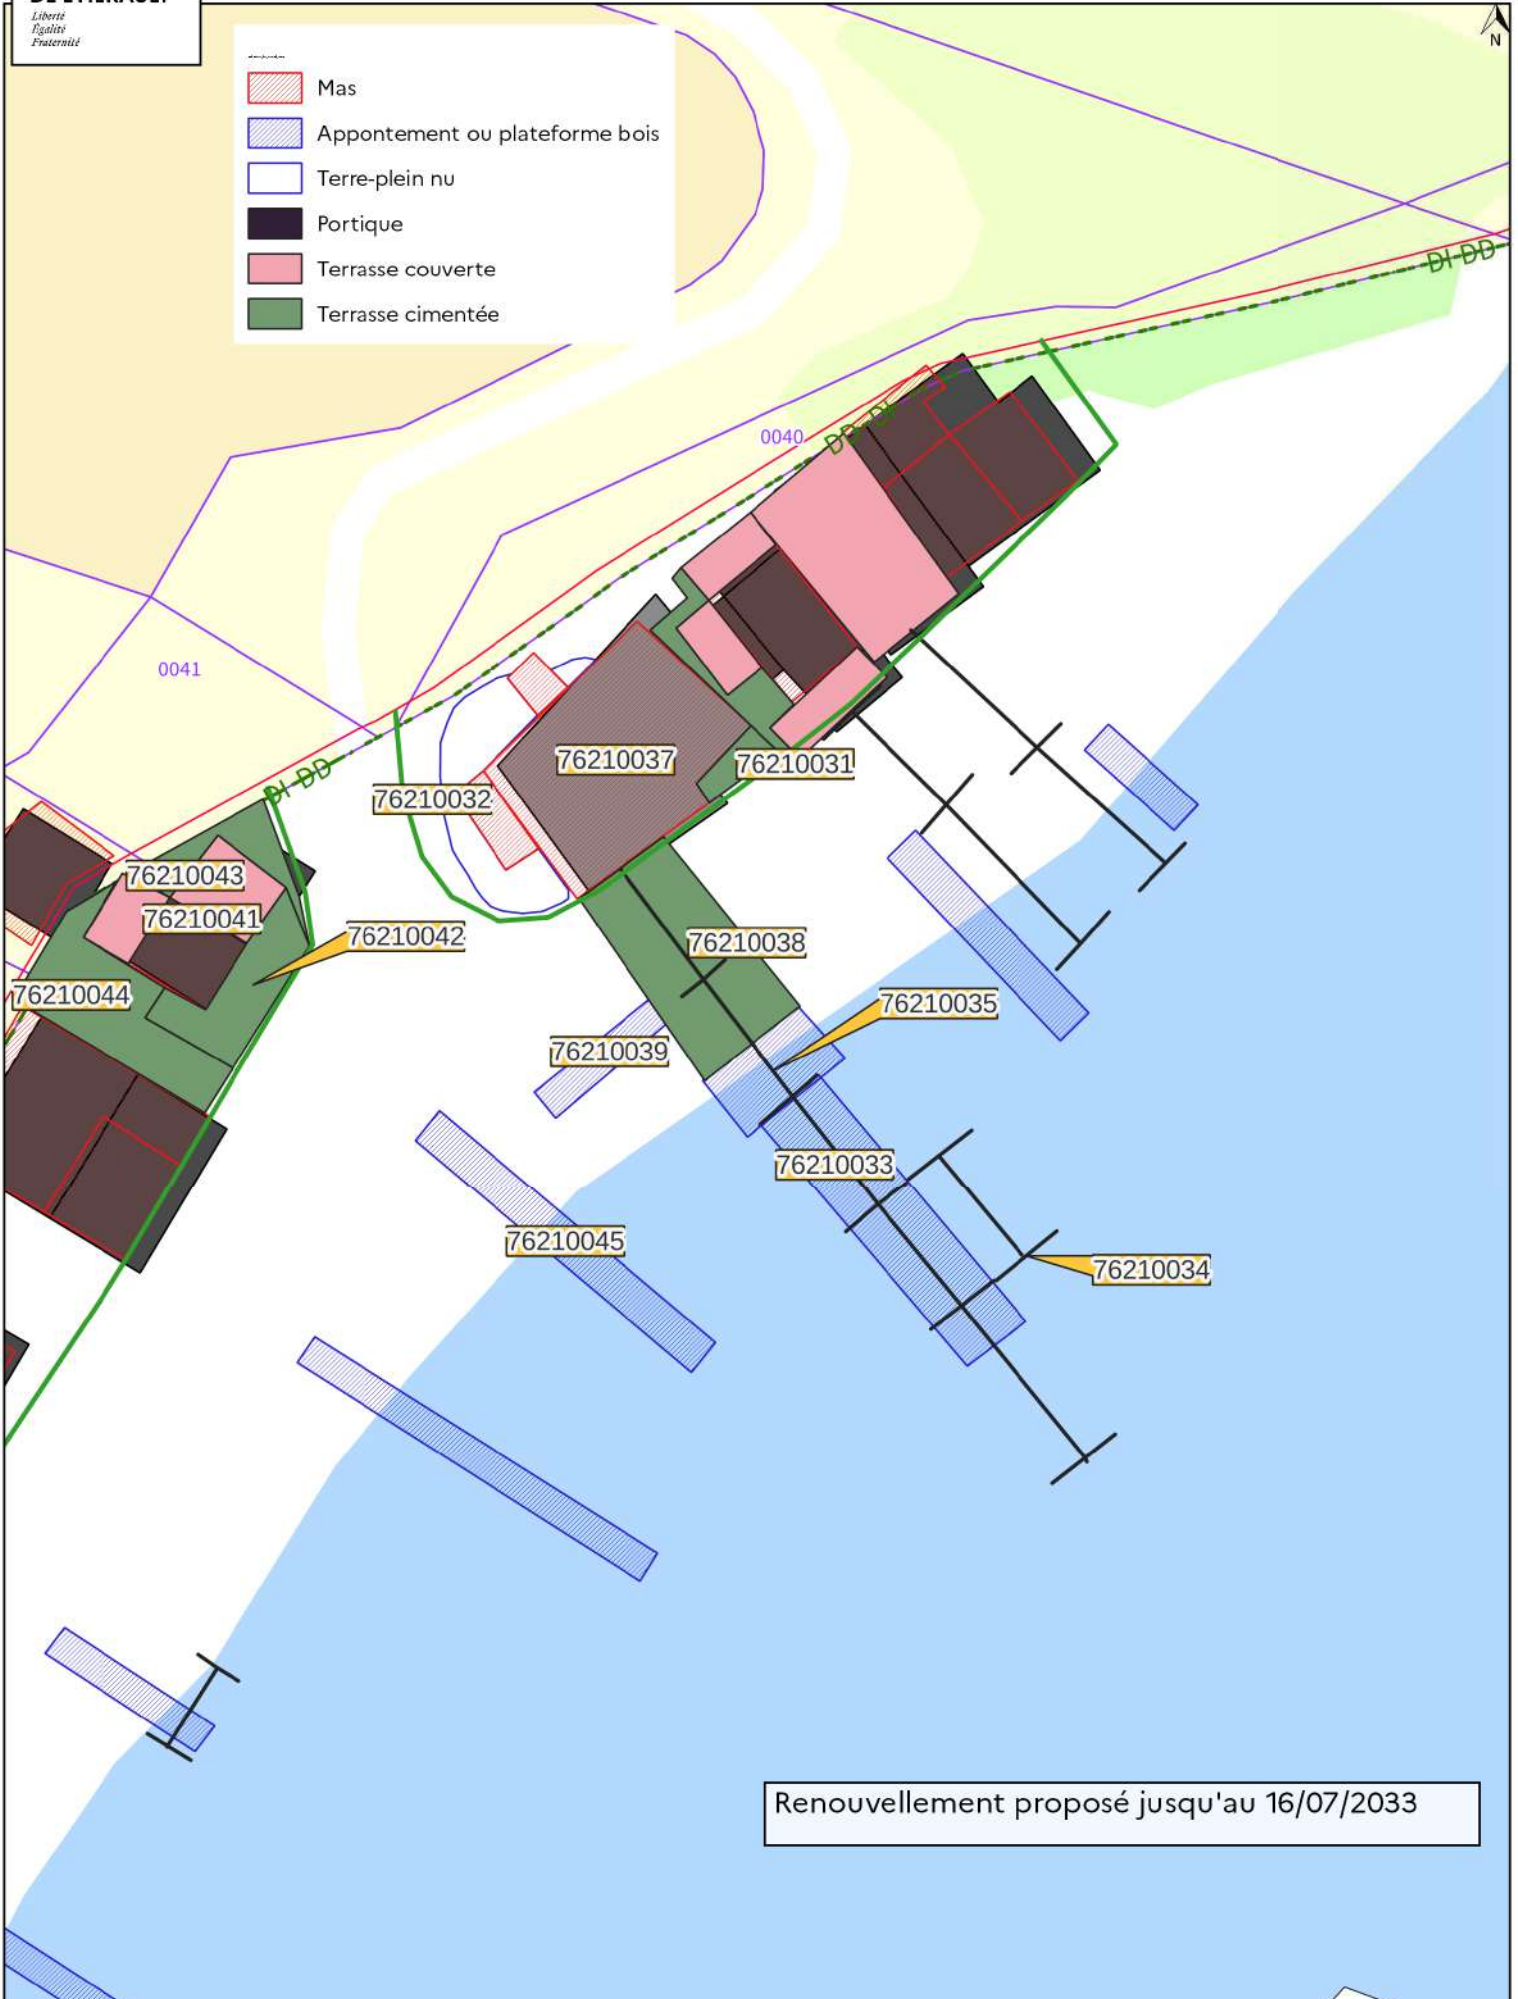 Liberté
Égalité
Fraternité
N
Mas
Appontement ou plateforme bois
Terre-plein nu
Portique
Terrasse couverte
Terrasse cimentée
DI DD
0040
DD DI
0041
76210037
76210031
76210032
DI DD
76210043
76210041
76210042
76210038
76210044
76210035
76210039
76210033
76210045
76210034
Renouvellement proposé jusqu'au 16/07/2033